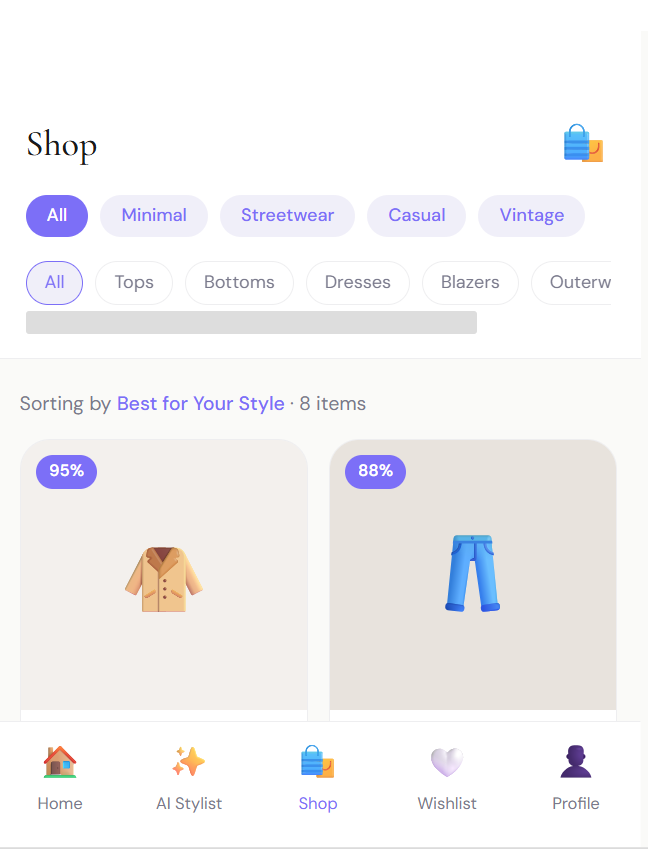 Shop
All Minimal Streetwear Casual Vintage
All Tops Bottoms Dresses Blazers Outerw
Sorting by Best for Your Style · 8 items
95% 88%
Home AI Stylist Shop Wishlist Profile